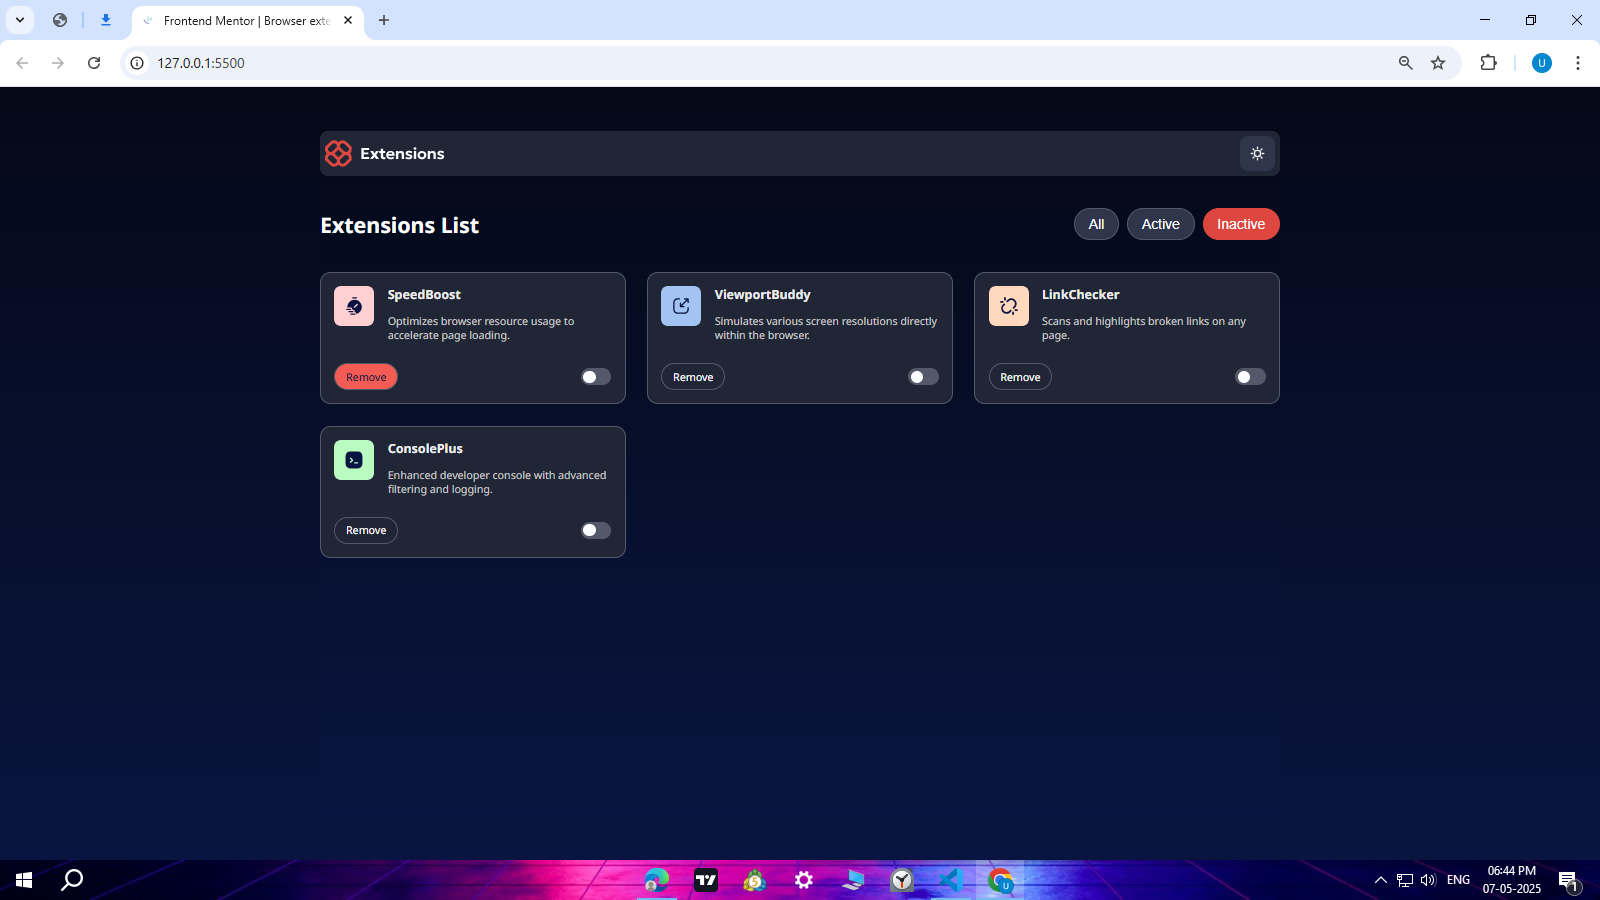 Frontend Mentor | Browser exte
127.0.0.1:5500
U
Extensions
Extensions List
All
Active
Inactive
SpeedBoost
Optimizes browser resource usage to
accelerate page loading.
Remove
ViewportBuddy
Simulates various screen resolutions directly
within the browser.
Remove
LinkChecker
Scans and highlights broken links on any
page.
Remove
ConsolePlus
Enhanced developer console with advanced
filtering and logging.
Remove
U
ENG
06:44 PM
07-05-2025
1